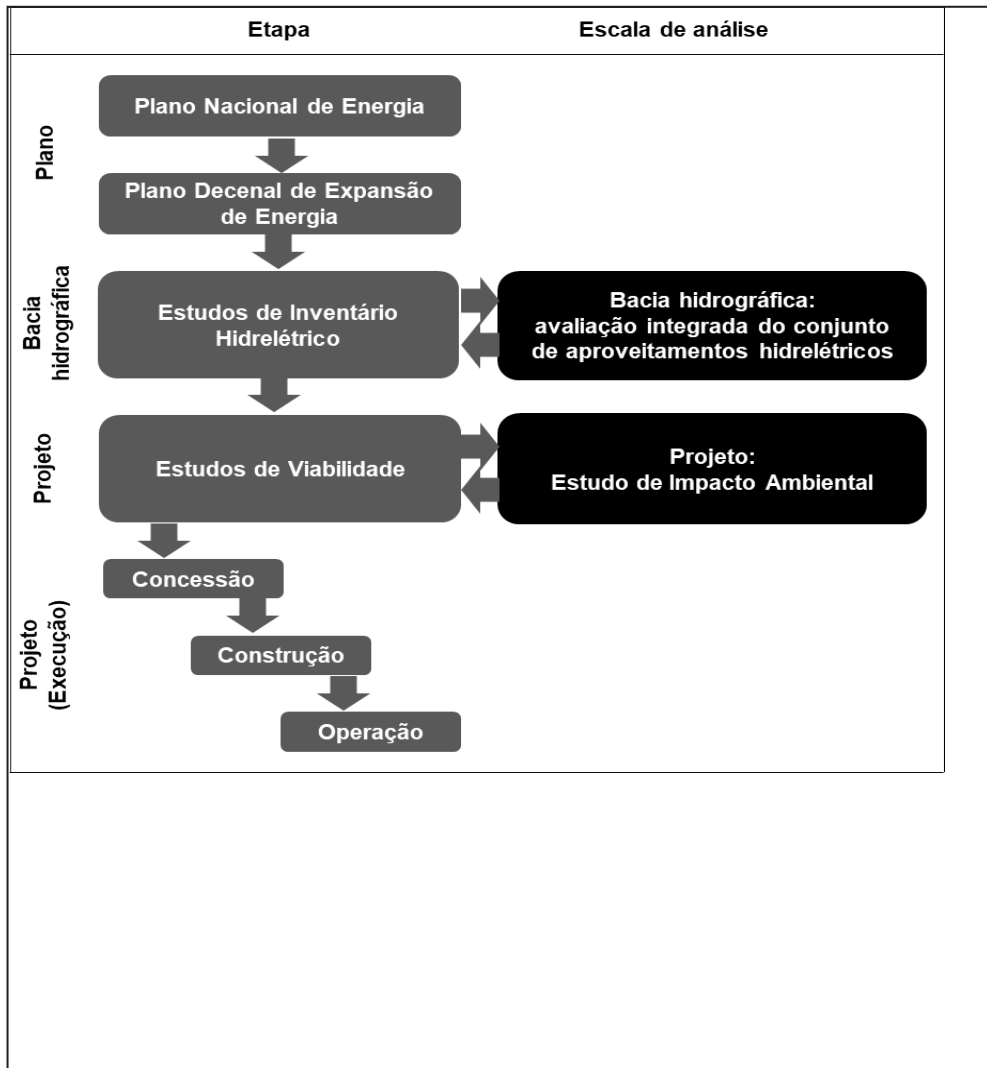 Etapa
Escala de análise
Plano
Plano Nacional de Energia
Plano Decenal de Expansão
de Energia
Bacia
hidrográfica
Estudos de Inventário
Hidrelétrico
Bacia hidrográfica:
avaliação integrada do conjunto
de aproveitamentos hidrelétricos
Projeto
Estudos de Viabilidade
Projeto:
Estudo de Impacto Ambiental
Projeto
(Execução)
Concessão
Construção
Operação